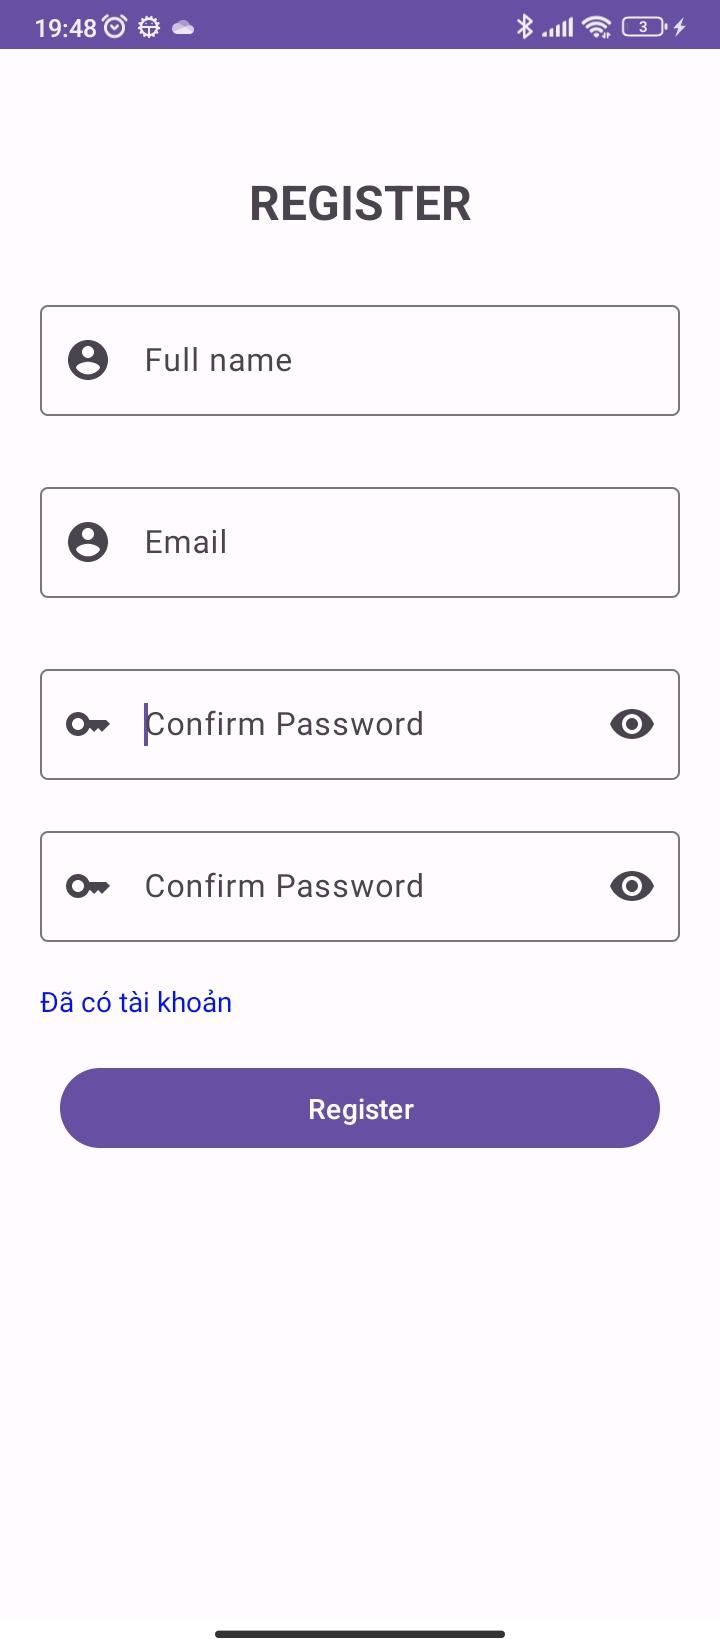 19:48
3
REGISTER
Full name
Email
Confirm Password
Confirm Password
Đã có tài khoản
Register